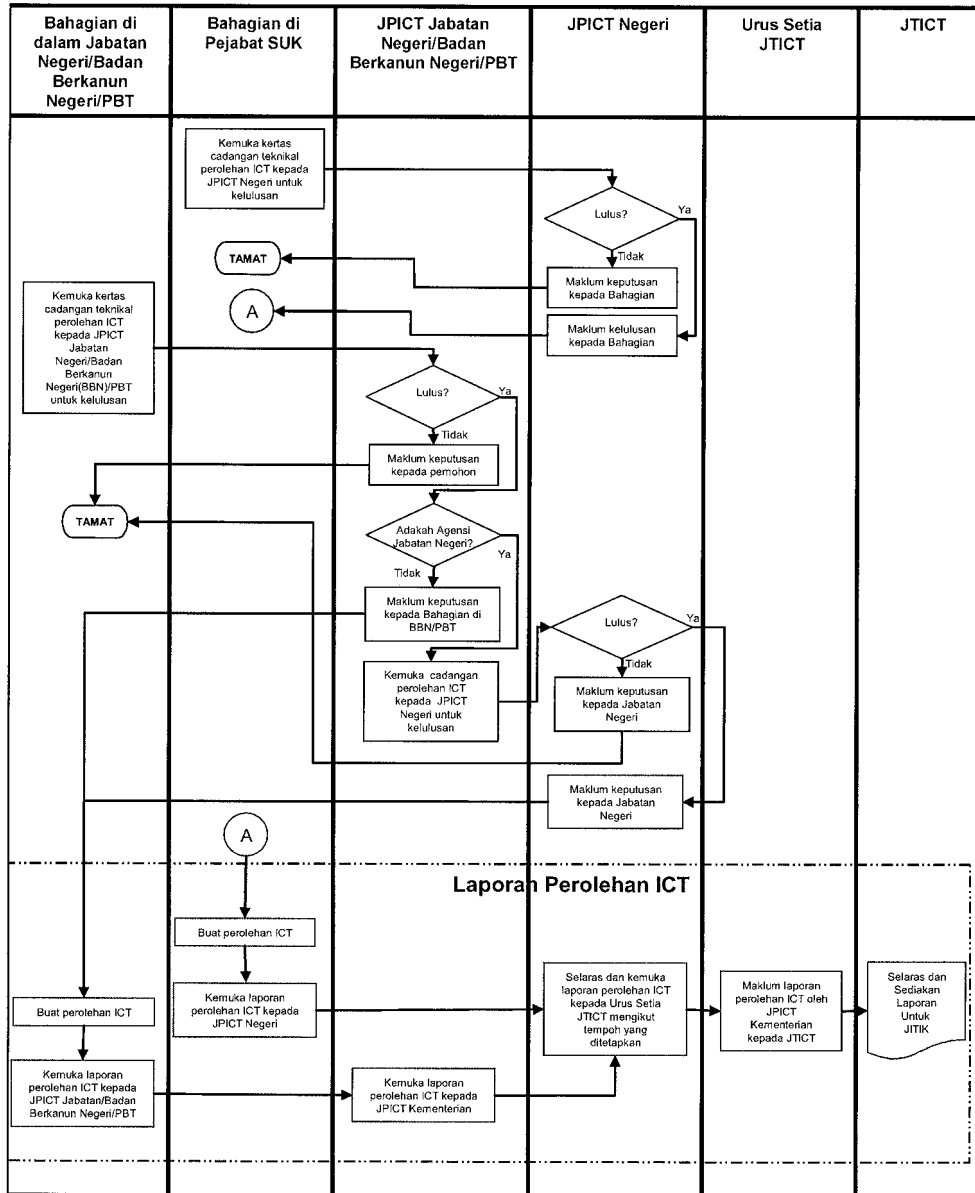 Bahagian di
dalam Jabatan
Negeri/Badan
Berkanun
Negeri/PBT
Bahagian di
Pejabat SUK
JPICT Jabatan
Negeri/Badan
Berkanun Negeri/PBT
JPICT Negeri
Urus Setia
JTICT
JTICT
Kemuka kertas
cadangan teknikal
perolehan ICT kepada
JPICT Negeri untuk
kelulusan
Lulus?
Ya
Tidak
TAMAT
Maklum keputusan
kepada Bahagian
A
Maklum kelulusan
kepada Bahagian
Kemuka kertas
cadangan teknikal
perolehan ICT
kepada JPICT
Jabatan
Negeri/Badan
Berkanun
Negeri(BBN)/PBT
untuk kelulusan
Lulus?
Ya
Tidak
Maklum keputusan
kepada pemohon
TAMAT
Adakah Agensi
Jabatan Negeri?
Ya
Tidak
Maklum keputusan
kepada Bahagian di
BBN/PBT
Lulus?
Ya
Tidak
Kemuka cadangan
perolehan ICT
kepada JPICT
Negeri untuk
kelulusan
Maklum keputusan
kepada Jabatan
Negeri
Maklum keputusan
kepada Jabatan
Negeri
A
Laporan Perolehan ICT
Buat perolehan ICT
Kemuka laporan
perolehan ICT kepada
JPICT Negeri
Selaras dan kemuka
laporan perolehan ICT
kepada Urus Setia
JTICT mengikut
tempoh yang
ditetapkan
Maklum laporan
perolehan ICT oleh
JPICT
Kementerian
kepada JTICT
Selaras dan
Sediakan
Laporan
Untuk
JITIK
Buat perolehan ICT
Kemuka laporan
perolehan ICT kepada
JPICT Jabatan/Badan
Berkanun Negeri/PBT
Kemuka laporan
perolehan ICT kepada
JPICT Kementerian